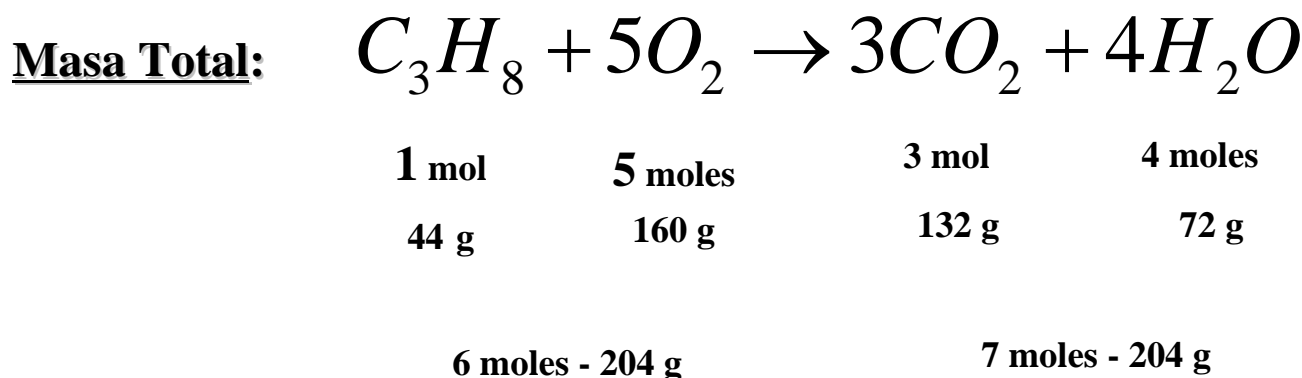 Masa Total: C₃H₈ + 5O₂ → 3CO₂ + 4H₂O
1 mol 5 moles 3 mol 4 moles
44 g 160 g 132 g 72 g
6 moles - 204 g 7 moles - 204 g